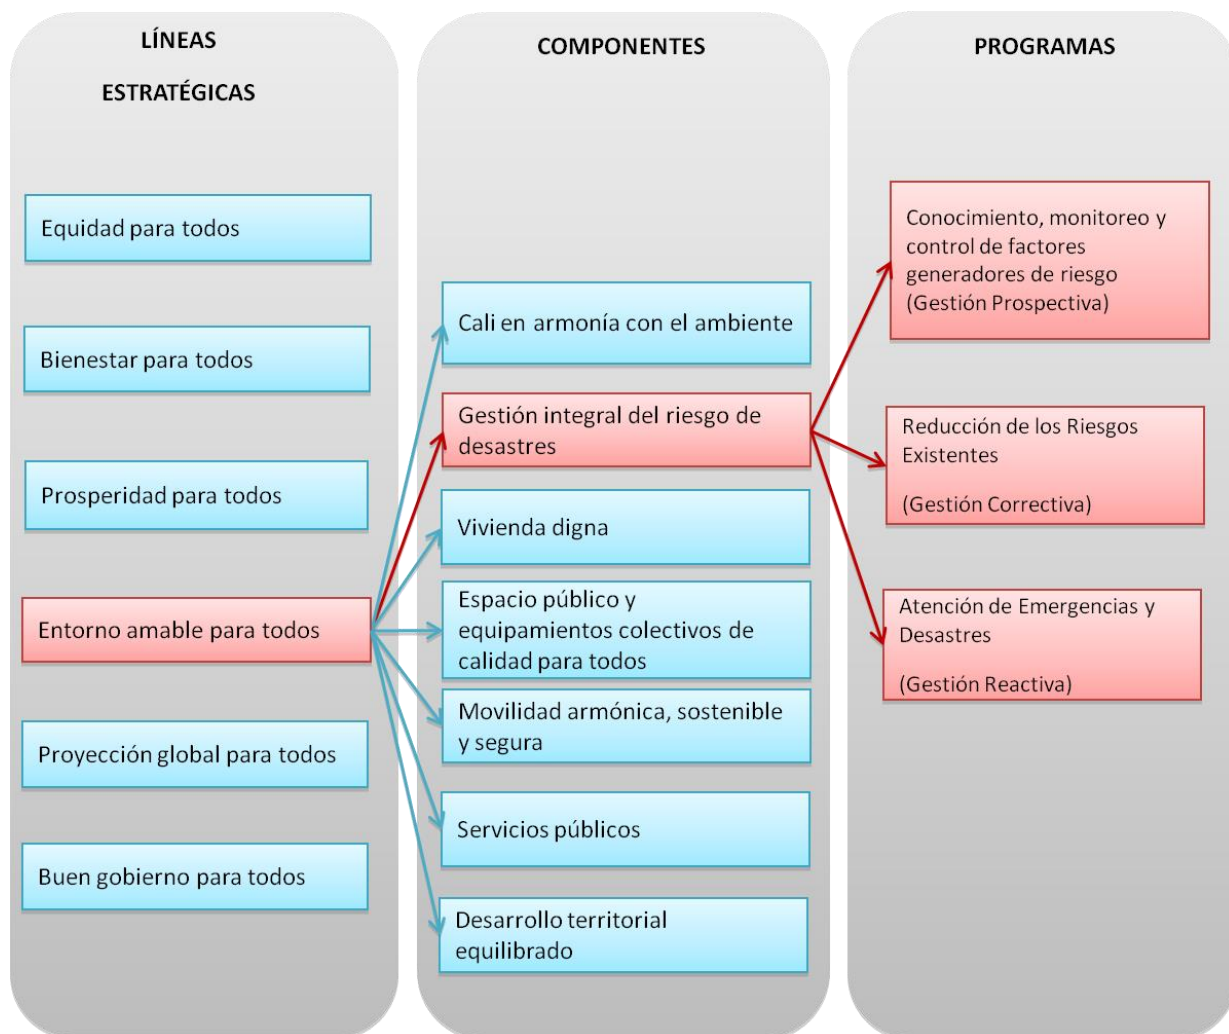 LÍNEAS
ESTRATÉGICAS
Equidad para todos
Bienestar para todos
Prosperidad para todos
Entorno amable para todos
Proyección global para todos
Buen gobierno para todos
COMPONENTES
Cali en armonía con el ambiente
Gestión integral del riesgo de
desastres
Vivienda digna
Espacio público y
equipamientos colectivos de
calidad para todos
Movilidad armónica, sostenible
y segura
Servicios públicos
Desarrollo territorial
equilibrado
PROGRAMAS
Conocimiento, monitoreo y
control de factores
generadores de riesgo
(Gestión Prospectiva)
Reducción de los Riesgos
Existentes
(Gestión Correctiva)
Atención de Emergencias y
Desastres
(Gestión Reactiva)